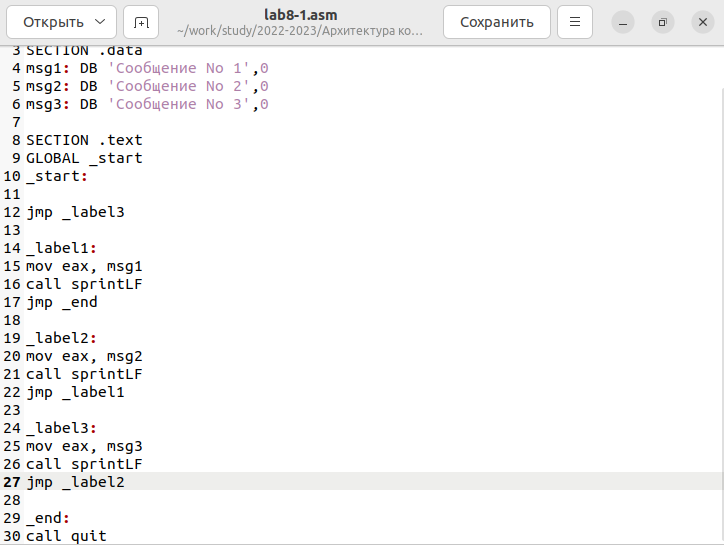 Открыть
lab8-1.asm
~/work/study/2022-2023/Архитектура ко...
Сохранить
3 SECTION .data
4 msg1: DB 'Сообщение No 1',0
5 msg2: DB 'Сообщение No 2',0
6 msg3: DB 'Сообщение No 3',0
7
8 SECTION .text
9 GLOBAL _start
10 _start:
11
12 jmp _label3
13
14 _label1:
15 mov eax, msg1
16 call sprintLF
17 jmp _end
18
19 _label2:
20 mov eax, msg2
21 call sprintLF
22 jmp _label1
23
24 _label3:
25 mov eax, msg3
26 call sprintLF
27 jmp _label2
28
29 _end:
30 call quit